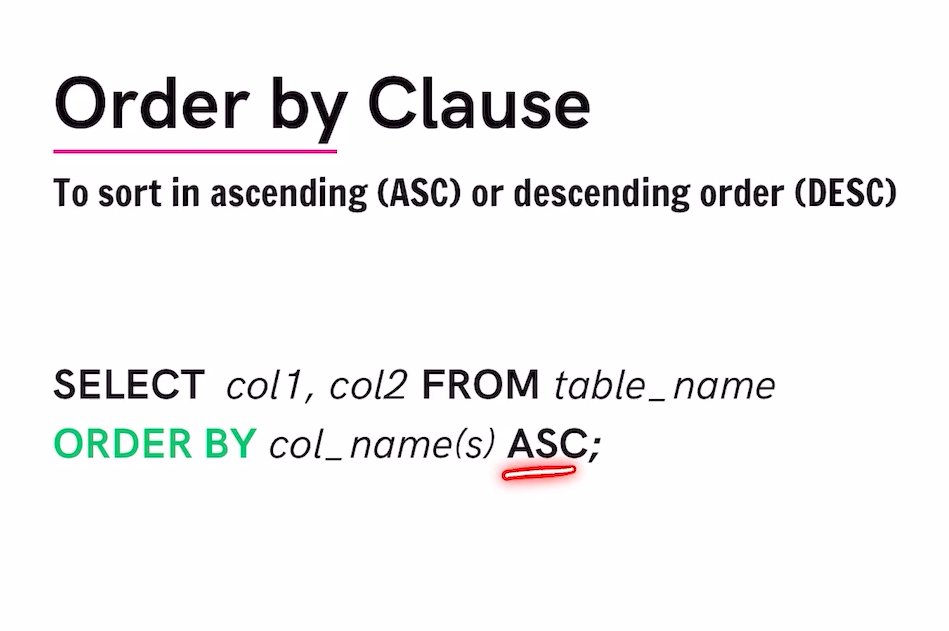 Order by Clause
To sort in ascending (ASC) or descending order (DESC)
SELECT col1, col2 FROM table_name
ORDER BY col_name(s) ASC;